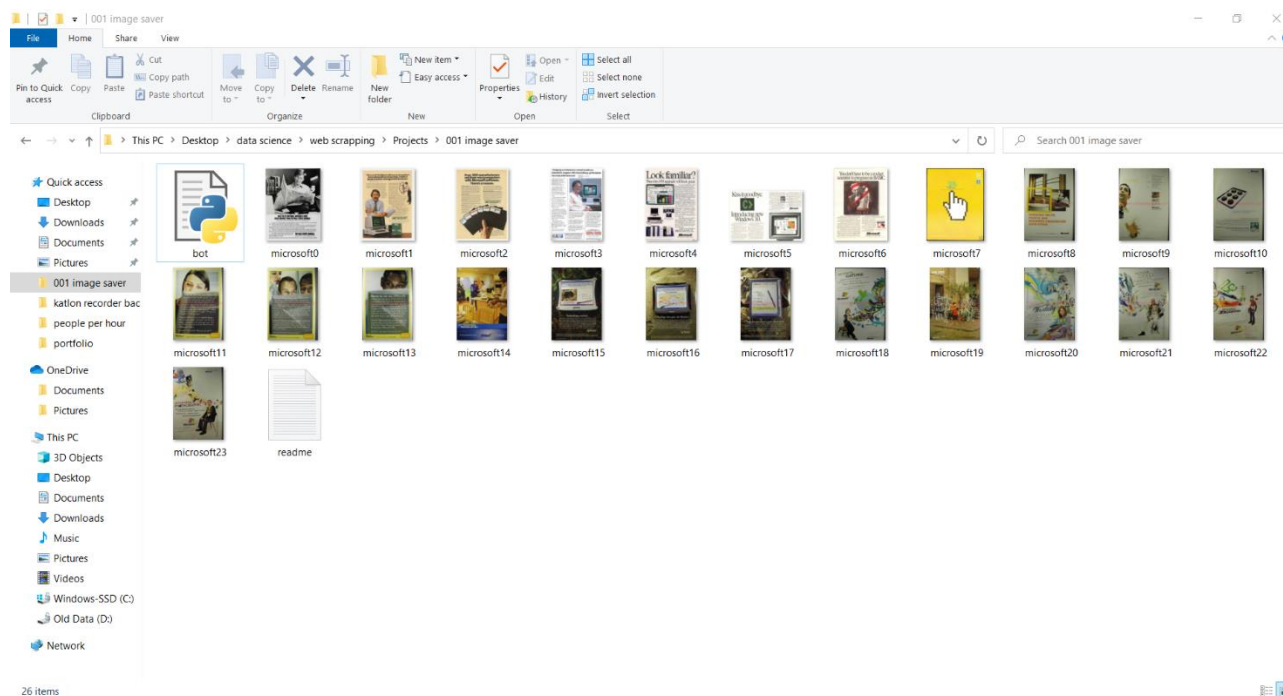 001 image saver
File Home Share View
Pin to Quick access
Copy
Paste
Cut
Copy path
Paste shortcut
Clipboard
Move to
Copy to
Delete
Rename
Organize
New folder
New item
Easy access
New
Properties
Open
Edit
History
Open
Select all
Select none
Invert selection
Select
This PC > Desktop > data science > web scrapping > Projects > 001 image saver
Search 001 image saver
Quick access
Desktop
Downloads
Documents
Pictures
001 image saver
katlon recorder bac
people per hour
portfolio
OneDrive
Documents
Pictures
This PC
3D Objects
Desktop
Documents
Downloads
Music
Pictures
Videos
Windows-SSD (C:)
Old Data (D:)
Network
Look familiar?
bot microsoft0 microsoft1 microsoft2 microsoft3 microsoft4 microsoft5 microsoft6 microsoft7 microsoft8 microsoft9 microsoft10
microsoft11 microsoft12 microsoft13 microsoft14 microsoft15 microsoft16 microsoft17 microsoft18 microsoft19 microsoft20 microsoft21 microsoft22
microsoft23 readme
26 items